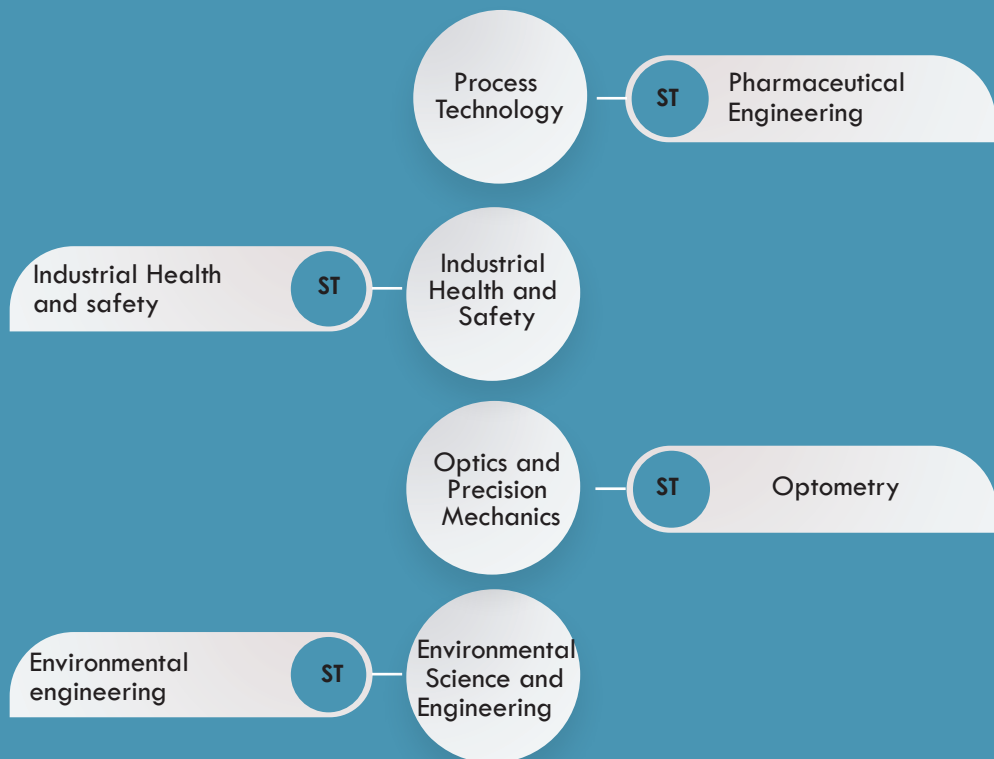 Process
Technology
ST
Pharmaceutical
Engineering
Industrial Health
and safety
ST
Industrial
Health and
Safety
Optics and
Precision
Mechanics
ST
Optometry
Environmental
engineering
ST
Environmental
Science and
Engineering